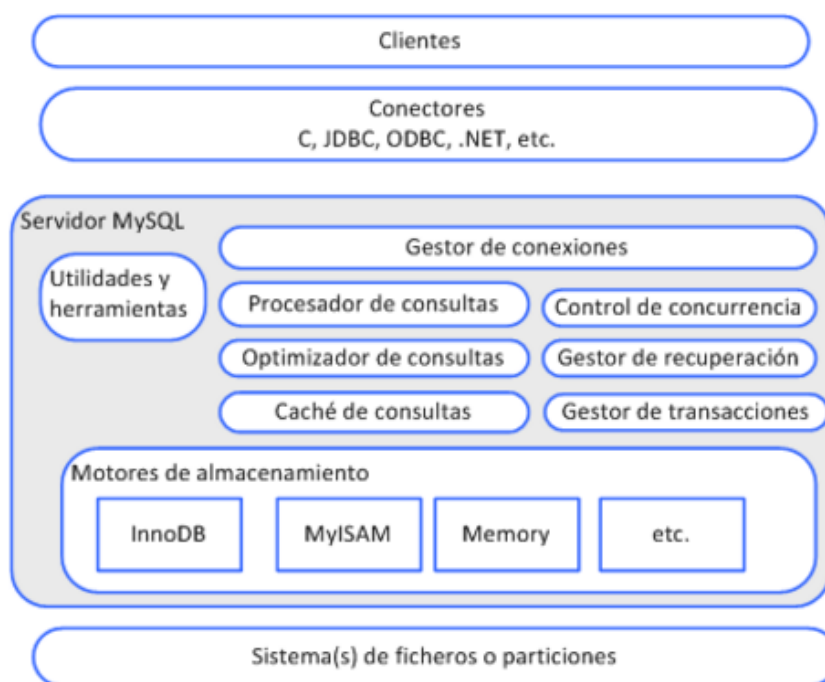 Clientes
Conectores
C, JDBC, ODBC, .NET, etc.
Servidor MySQL
Gestor de conexiones
Utilidades y
herramientas
Procesador de consultas
Control de concurrencia
Optimizador de consultas
Gestor de recuperación
Caché de consultas
Gestor de transacciones
Motores de almacenamiento
InnoDB
MyISAM
Memory
etc.
Sistema(s) de ficheros o particiones